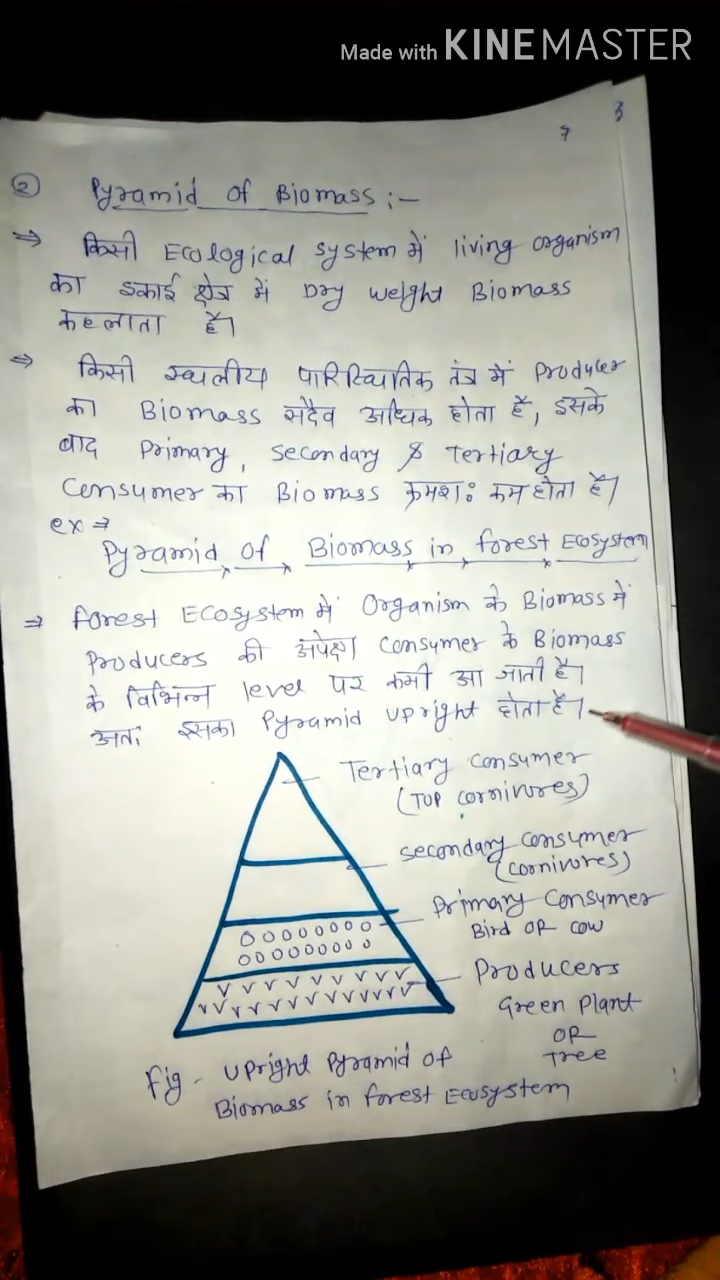 Made with KINEMASTER
3
7
② Pyramid of Biomass :-
⇒ किसी Ecological system में living organism
का इकाई क्षेत्र में Dry weight Biomass
कहलाता है।
⇒ किसी स्थलीय पारिस्थितिक तंत्र में Producer
का Biomass सदैव अधिक होता है, इसके
बाद Primary, secondary & Tertiary
Consumer का Biomass क्रमशः कम होता है।
ex ⇒
Pyramid of Biomass in forest Ecosystem
⇒ forest Ecosystem में Organism के Biomass में
Producers की अपेक्षा Consumer के Biomass
के विभिन्न level पर कमी आ जाती है।
अतः इसका Pyramid upright होता है।
Tertiary consumer
(Top cornivores)
secondary consumer
(cornivores)
Primary Consumer
Bird OR cow
Producers
Green Plant
OR
Tree
Fig - Upright Pyramid of
Biomass in forest Ecosystem